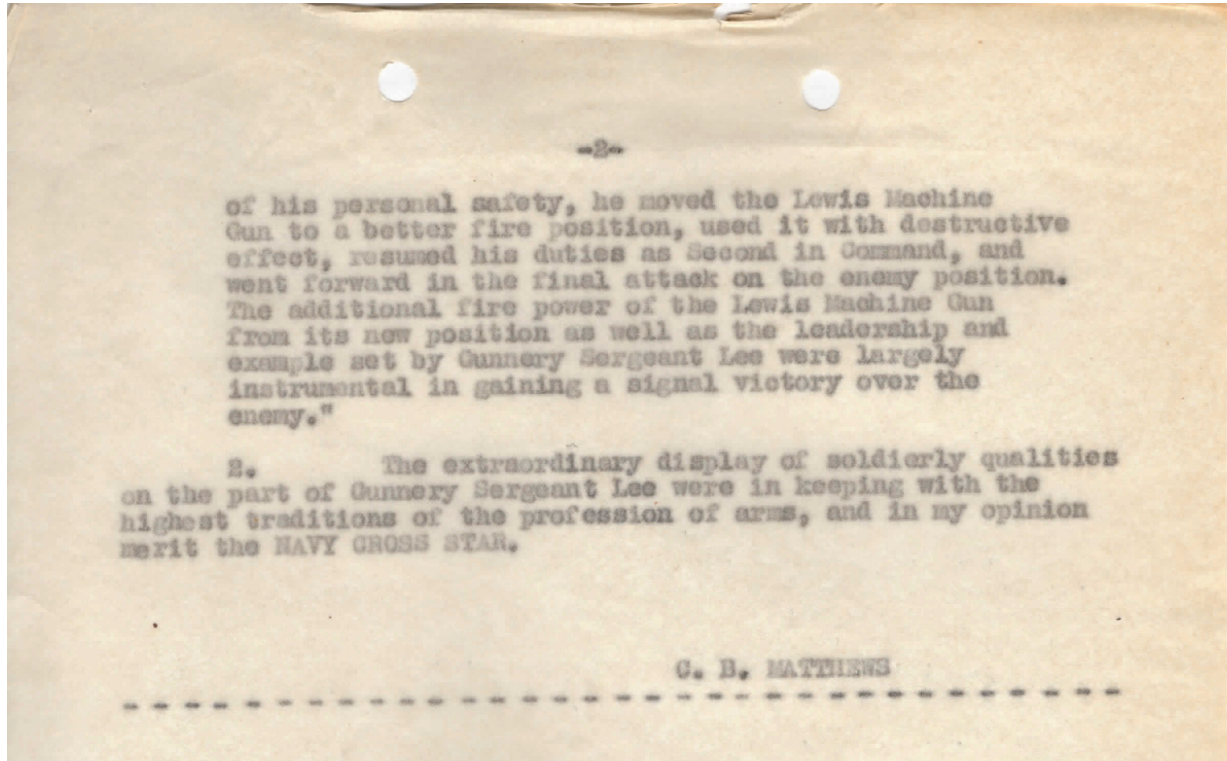 -2-
of his personal safety, he moved the Lewis Machine
Gun to a better fire position, used it with destructive
effect, resumed his duties as Second in Command, and
went forward in the final attack on the enemy position.
The additional fire power of the Lewis Machine Gun
from its new position as well as the leadership and
example set by Gunnery Sergeant Lee were largely
instrumental in gaining a signal victory over the
enemy."
2. The extraordinary display of soldierly qualities
on the part of Gunnery Sergeant Lee were in keeping with the
highest traditions of the profession of arms, and in my opinion
merit the NAVY CROSS STAR.
C. B. MATTHEWS